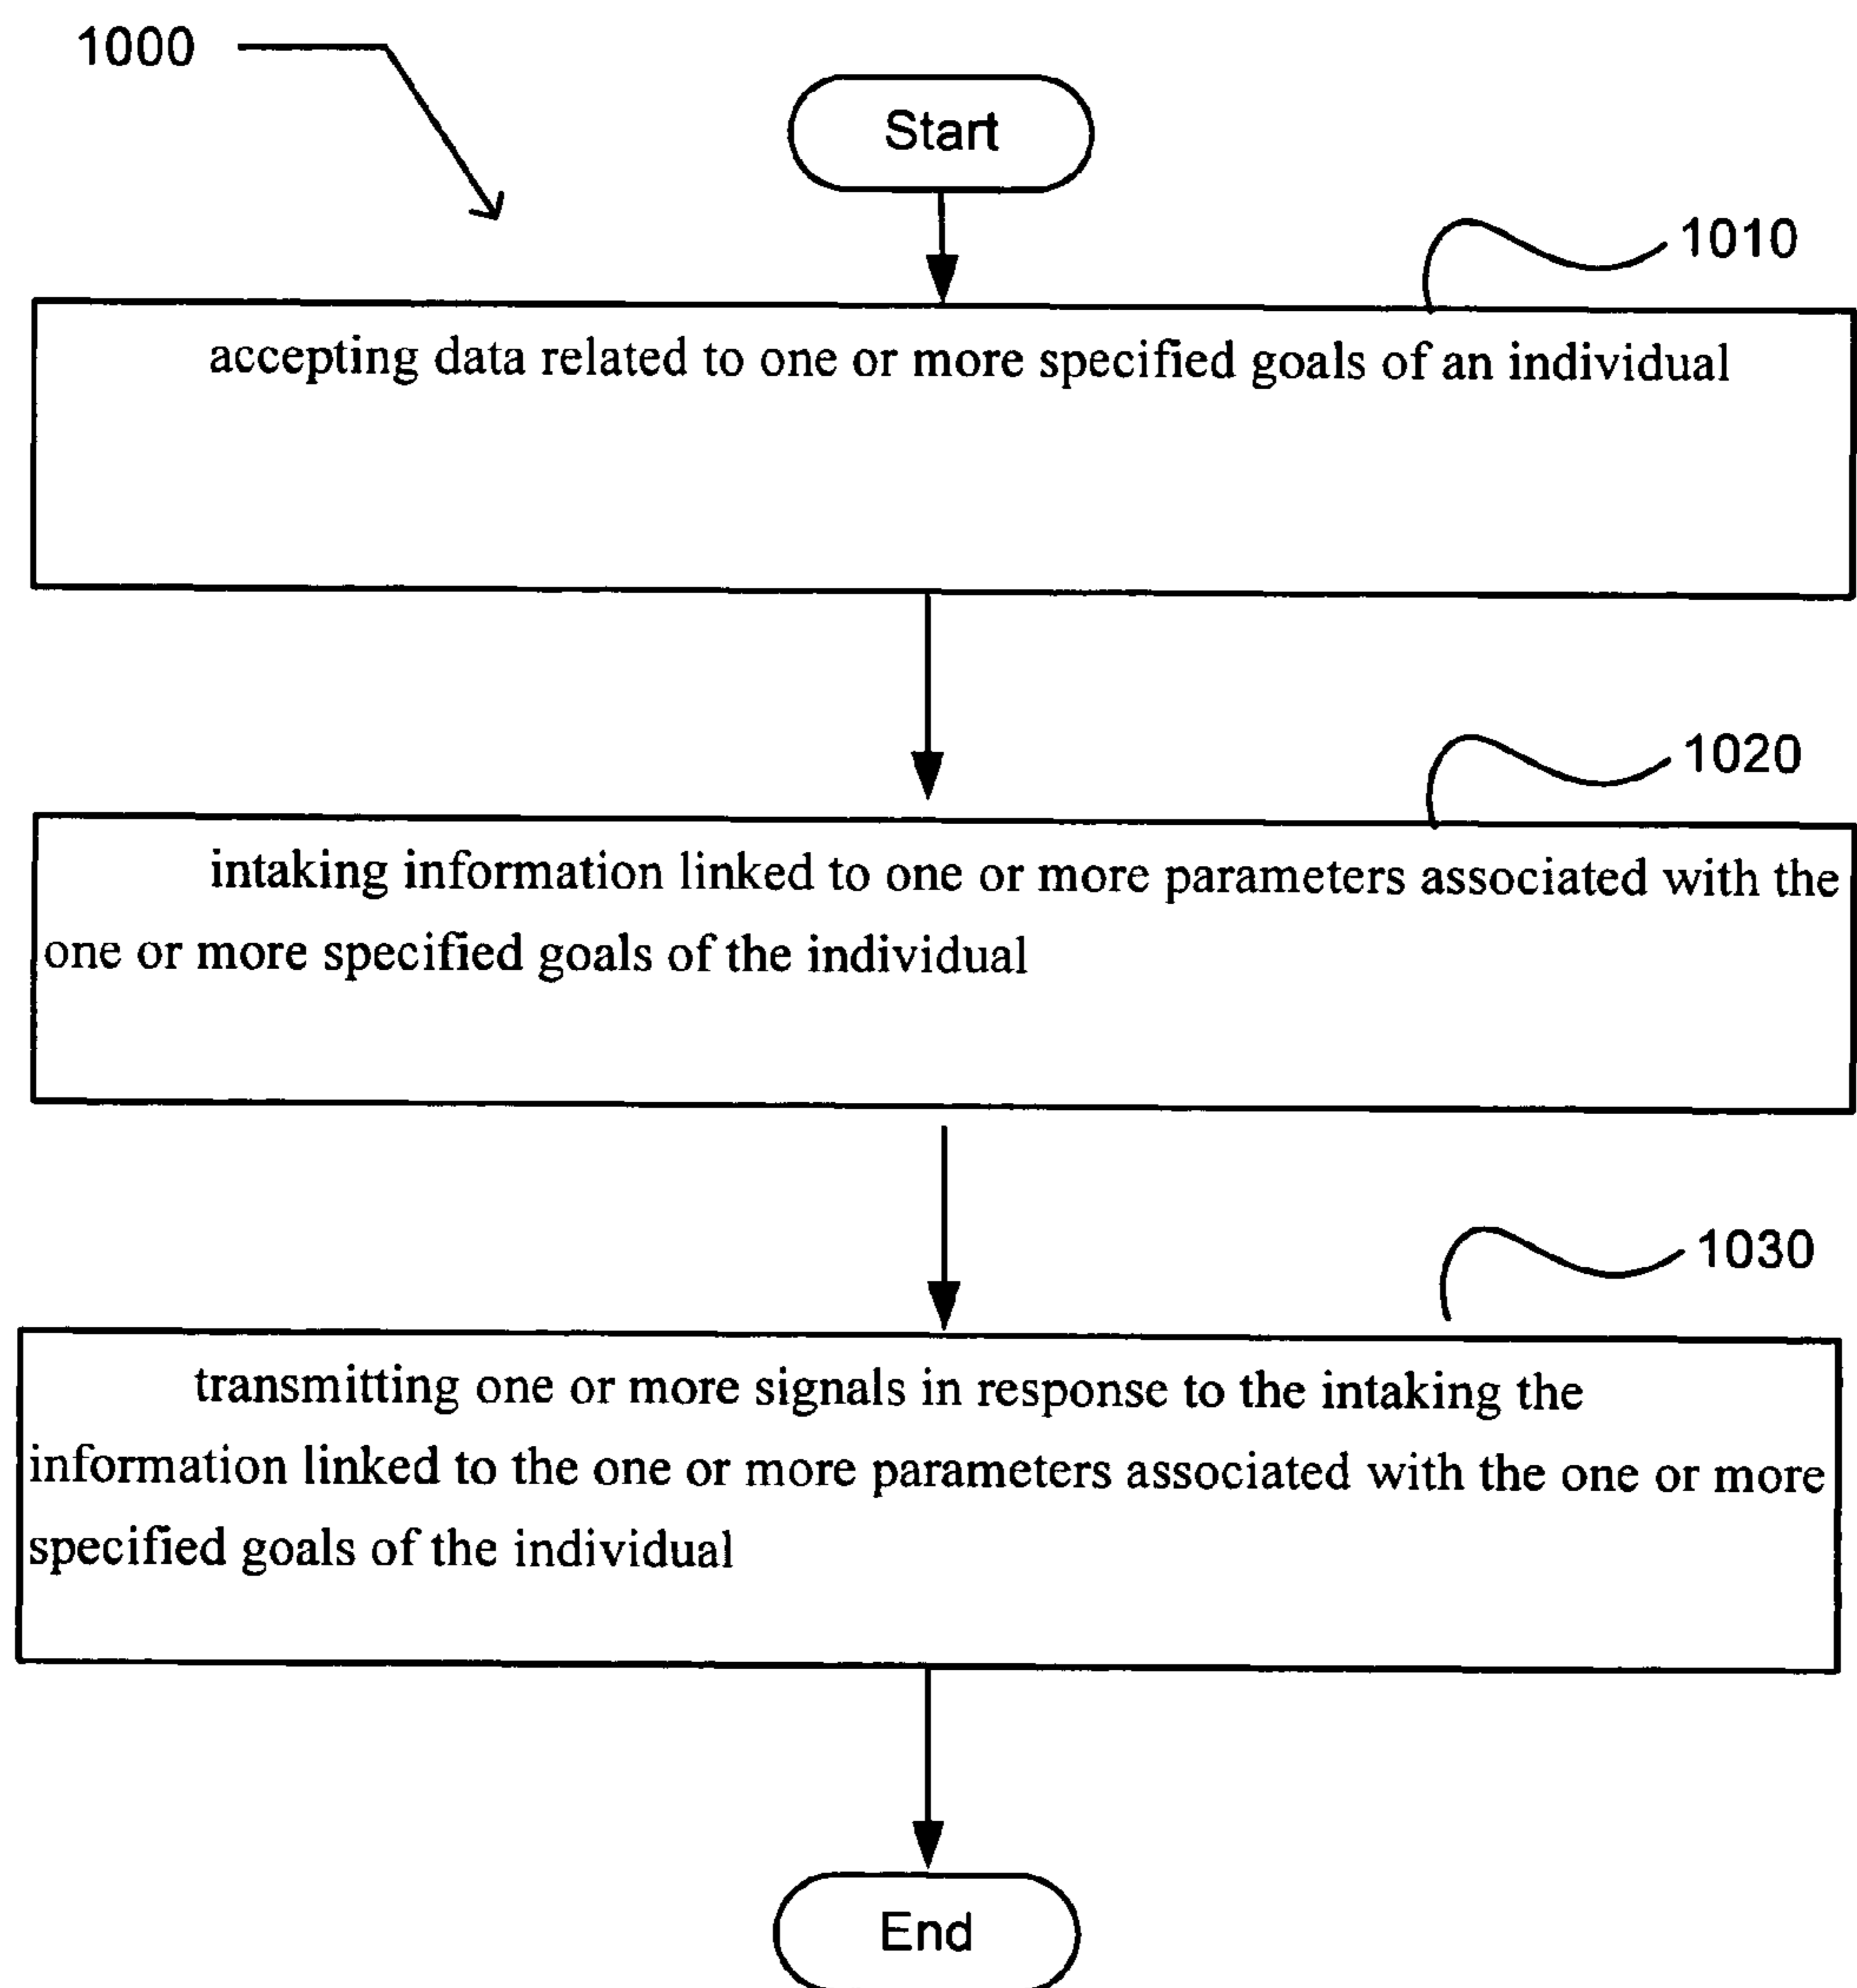 1000
Start
1010
accepting data related to one or more specified goals of an individual
1020
intaking information linked to one or more parameters associated with the
one or more specified goals of the individual
1030
transmitting one or more signals in response to the intaking the
information linked to the one or more parameters associated with the one or more
specified goals of the individual
End